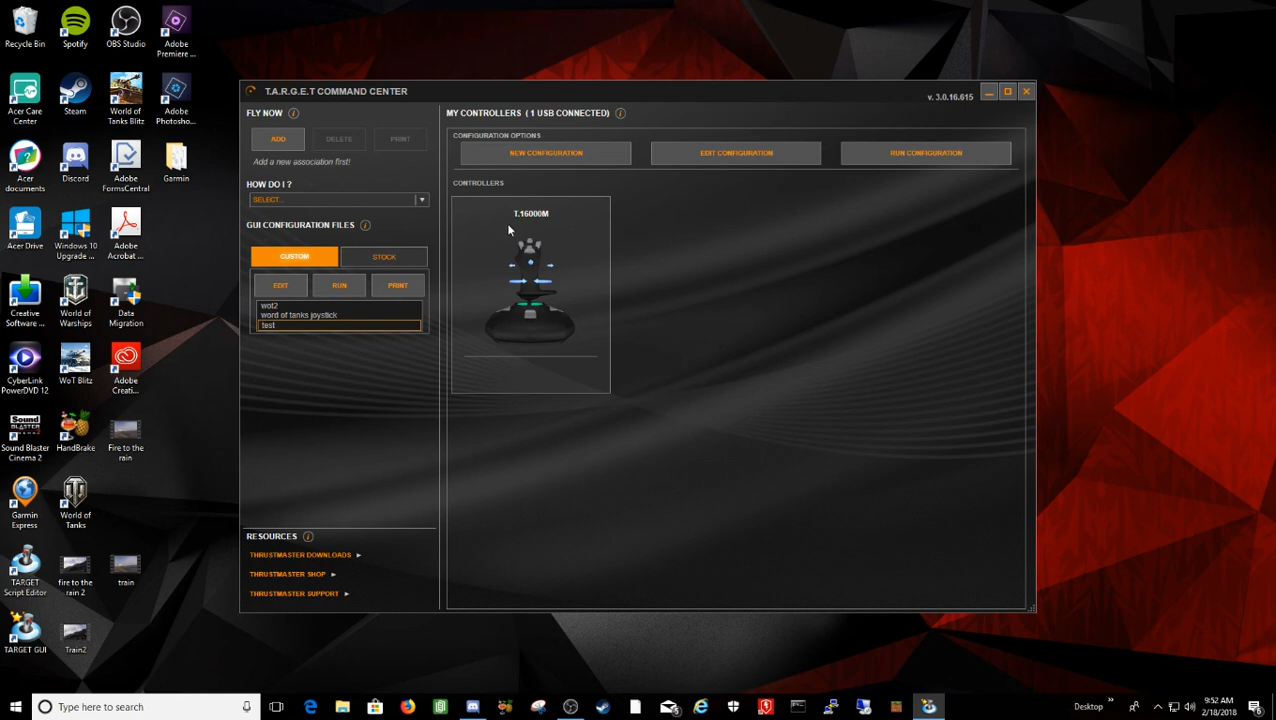 Recycle Bin
Spotify
OBS Studio
Adobe
Premiere ...
Acer Care
Center
Steam
World of
Tanks Blitz
Adobe
Photosho...
Acer
documents
Discord
Adobe
FormsCentral
Garmin
Acer Drive
Windows 10
Upgrade ...
Adobe
Acrobat ...
Creative
Software ...
World of
Warships
Data
Migration
CyberLink
PowerDVD 12
WoT Blitz
Adobe
Creati...
Sound
BlasterX
Sound Blaster
Cinema 2
HandBrake
Fire to the
rain
Garmin
Express
World of
Tanks
TARGET
Script Editor
fire to the
rain 2
train
TARGET GUI
Train2
T.A.R.G.E.T COMMAND CENTER
v. 3.0.16.615
FLY NOW
ADD
DELETE
PRINT
Add a new association first!
HOW DO I ?
SELECT...
GUI CONFIGURATION FILES
CUSTOM
STOCK
EDIT
RUN
PRINT
wot2
word of tanks joystick
test
RESOURCES
THRUSTMASTER DOWNLOADS
THRUSTMASTER SHOP
THRUSTMASTER SUPPORT
MY CONTROLLERS ( 1 USB CONNECTED)
CONFIGURATION OPTIONS
NEW CONFIGURATION
EDIT CONFIGURATION
RUN CONFIGURATION
CONTROLLERS
T.16000M
Type here to search
Desktop
9:52 AM
2/18/2018